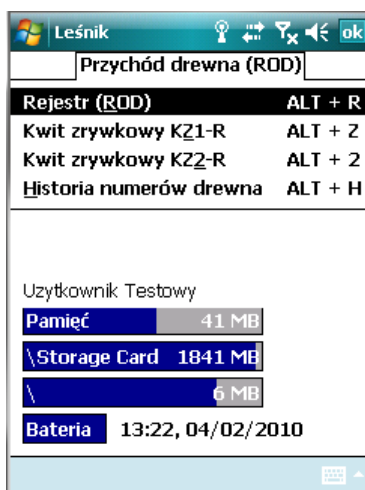 Leśnik ok
Przychód drewna (ROD)
Rejestr (ROD) ALT + R
Kwit zrywkowy KZ1-R ALT + Z
Kwit zrywkowy KZ2-R ALT + 2
Historia numerów drewna ALT + H
Uzytkownik Testowy
Pamięć 41 MB
\Storage Card 1841 MB
\ 6 MB
Bateria 13:22, 04/02/2010